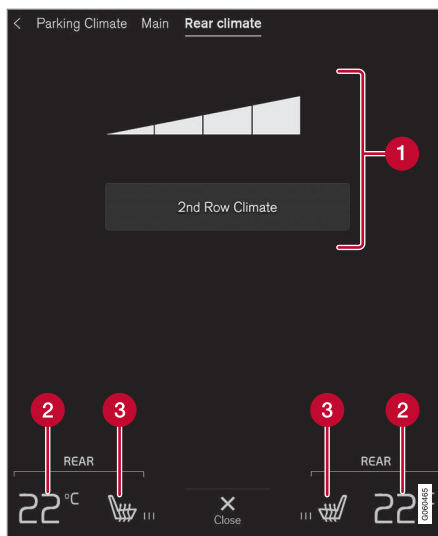 Parking Climate Main Rear climate
1
2nd Row Climate
2 3 3 2
REAR REAR
22 °C 22
Close
G060465